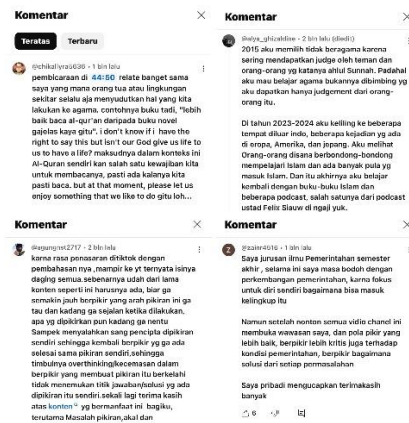 Komentar
Teratas
Terbaru
@chikaliyra5636 • 1 bln lalu
pembicaraan di 44:50 relate banget sama
saya yang mana orang tua atau lingkungan
sekitar selalu aja menyudutkan hal yang kita
lakukan ke agama. contohnya buku tadi, "lebih
baik baca al-qur'an daripada buku novel
gajelas kaya gitu". i don't know if i have the
right to say this but isn't our God give us life to
us to have a life? maksudnya dalam konteks ini
Al-Quran sendiri kan salah satu kewajiban kita
untuk membacanya, pasti ada kalanya kita
pasti baca. but at that moment, please let us
enjoy something that we like to do gitu loh...
Komentar
• 2 bln lalu (diedit)
2015 aku memilih tidak beragama karena
sering mendapatkan judge oleh teman dan
orang-orang yg katanya ahlul Sunnah. Padahal
aku mau belajar agama bukannya dibimbing yg
aku dapatkan hanya judgement dari orang-
orang itu.
Di tahun 2023-2024 aku keliling ke beberapa
tempat diluar indo, beberapa kejadian yg ada
di eropa, Amerika, dan jepang. Aku melihat
Orang-orang disana berbondong-bondong
mempelajari Islam dan ada banyak pula yg
masuk Islam. Dan itu akhirnya aku belajar
kembali dengan buku-buku Islam dan
beberapa podcast, salah satunya dari podcast
ustad Felix Siauw di ngaji yuk.
Komentar
@agungnst2717 • 2 bln lalu
karna rasa penasaran ditiktok dengan
pembahasan nya ,mampir ke yt ternyata isinya
daging semua.sebenarnya udah dari lama
konten seperti ini harusnya ada, biar ga
semakin jauh berpikir yang arah pikiran ini ga
tau dan kadang ga sejalan ketika dilakukan.
apa yg dipikirkan pun kadang ga nentu
Sampek menyalahkan sang pencipta dipikiran
sendiri sehingga kembali berpikir yg ga ada
selesai sama pikiran sendiri,sehingga
timbulnya overthinking/kecemasan dalam
berpikir yang membuat pikiran itu berkelahi
tidak menemukan titik jawaban/solusi yg ada
dipikiran itu sendiri.sekali lagi terima kasih
atas konten yg bermanfaat ini bagiku,
terutama Masalah pikiran,akal dan
Komentar
@zainr4616 • 1 bln lalu
Saya jurusan ilmu Pemerintahan semester
akhir , selama ini saya masa bodoh dengan
perkembangan pemerintahan, karna fokus
untuk diri sendiri bagaimana bisa masuk
kelingkup itu
Namun setelah nonton semua vidio chanel ini
membuka wawasan saya, dan pola pikir yang
lebih baik, berpikir lebih kritis juga terhadap
kondisi pemerintahan, berpikir bagaimana
solusi dari setiap permasalahan
Saya pribadi mengucapkan terimakasih
banyak
6